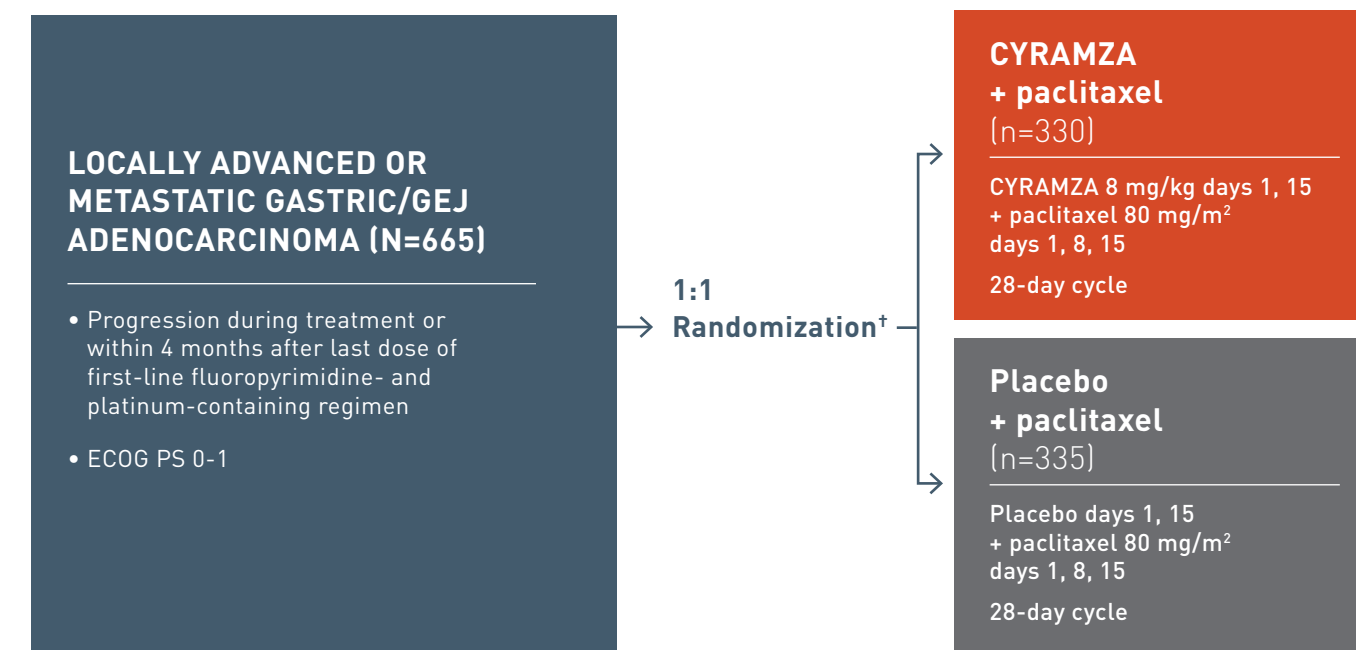 LOCALLY ADVANCED OR
METASTATIC GASTRIC/GEJ
ADENOCARCINOMA (N=665)
• Progression during treatment or
within 4 months after last dose of
first-line fluoropyrimidine- and
platinum-containing regimen
• ECOG PS 0-1
1:1
Randomization†
CYRAMZA
+ paclitaxel
(n=330)
CYRAMZA 8 mg/kg days 1, 15
+ paclitaxel 80 mg/m²
days 1, 8, 15
28-day cycle
Placebo
+ paclitaxel
(n=335)
Placebo days 1, 15
+ paclitaxel 80 mg/m²
days 1, 8, 15
28-day cycle